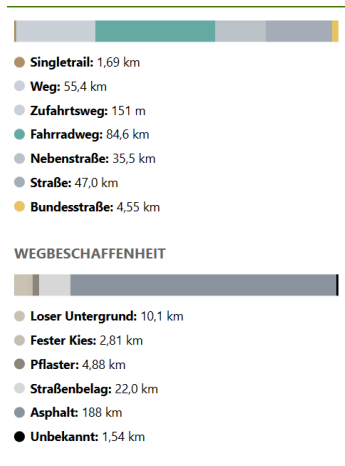 Singletrail: 1,69 km
Weg: 55,4 km
Zufahrtsweg: 151 m
Fahrradweg: 84,6 km
Nebenstraße: 35,5 km
Straße: 47,0 km
Bundesstraße: 4,55 km
WEGBESCHAFFENHEIT
Loser Untergrund: 10,1 km
Fester Kies: 2,81 km
Pflaster: 4,88 km
Straßenbelag: 22,0 km
Asphalt: 188 km
Unbekannt: 1,54 km